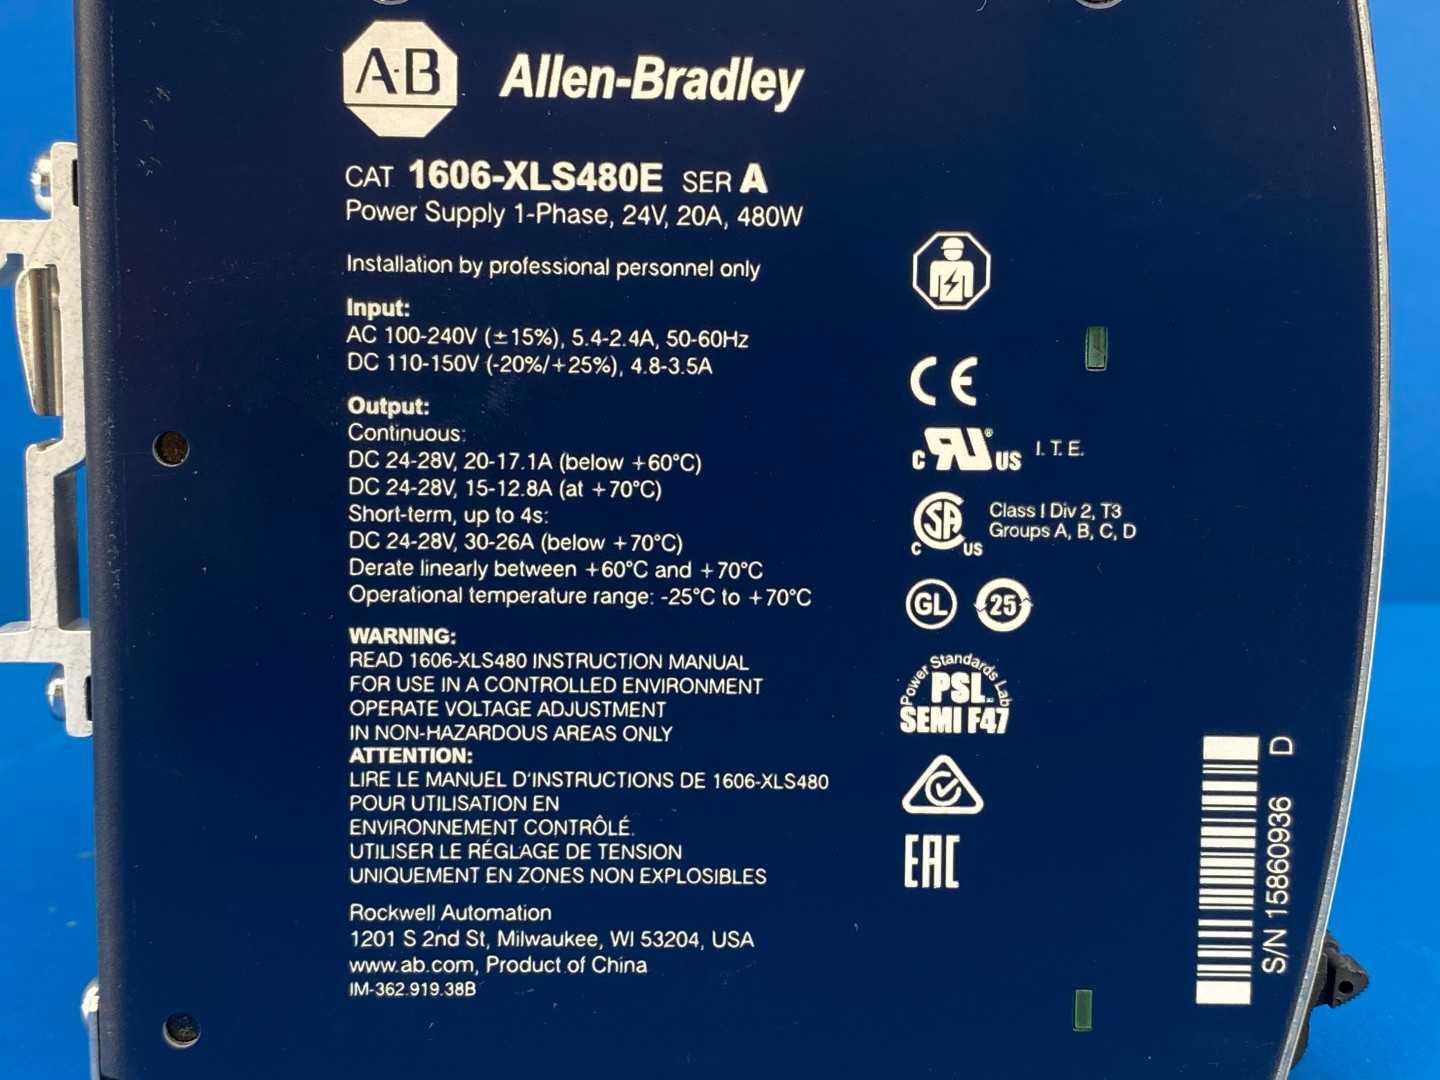 A·B Allen-Bradley
CAT 1606-XLS480E SER A
Power Supply 1-Phase, 24V, 20A, 480W
Installation by professional personnel only
Input:
AC 100-240V (±15%), 5.4-2.4A, 50-60Hz
DC 110-150V (-20%/+25%), 4.8-3.5A
Output:
Continuous:
DC 24-28V, 20-17.1A (below +60°C)
DC 24-28V, 15-12.8A (at +70°C)
Short-term, up to 4s:
DC 24-28V, 30-26A (below +70°C)
Derate linearly between +60°C and +70°C
Operational temperature range: -25°C to +70°C
WARNING:
READ 1606-XLS480 INSTRUCTION MANUAL
FOR USE IN A CONTROLLED ENVIRONMENT
OPERATE VOLTAGE ADJUSTMENT
IN NON-HAZARDOUS AREAS ONLY
ATTENTION:
LIRE LE MANUEL D'INSTRUCTIONS DE 1606-XLS480
POUR UTILISATION EN
ENVIRONNEMENT CONTRÔLÉ.
UTILISER LE RÉGLAGE DE TENSION
UNIQUEMENT EN ZONES NON EXPLOSIBLES
Rockwell Automation
1201 S 2nd St, Milwaukee, WI 53204, USA
www.ab.com, Product of China
IM-362.919.38B
CE
C RU ® US I.T.E.
C SA US Class I Div 2, T3
Groups A, B, C, D
GL 25
Power Standards Lab
PSL
SEMI F47
EAC
S/N 15860936 D